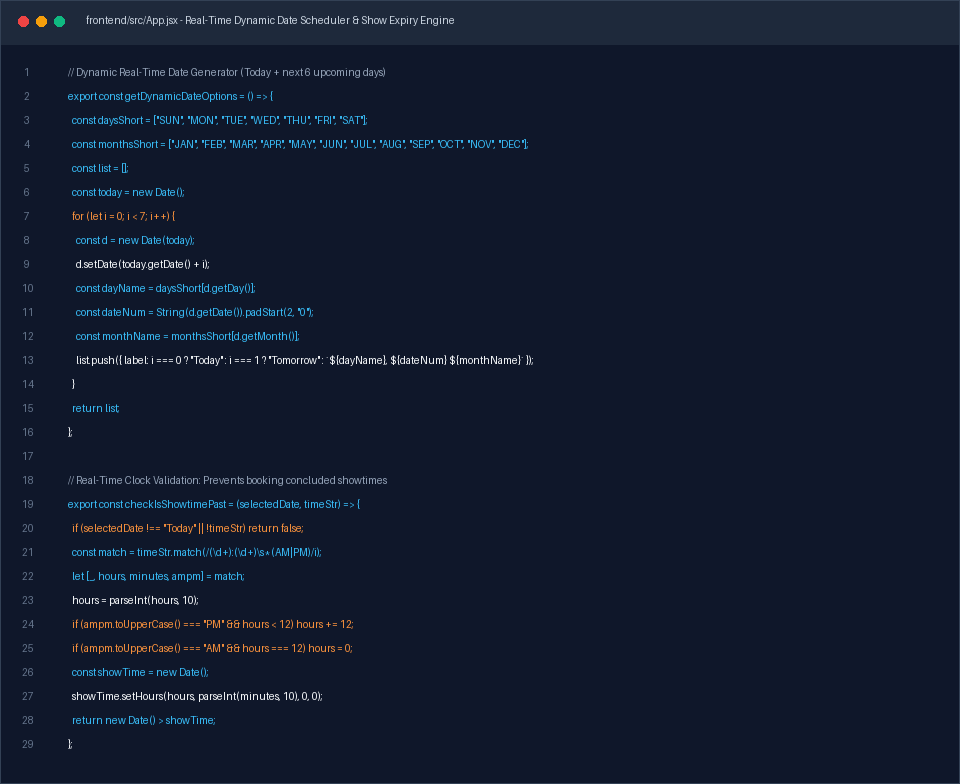 frontend/src/App.jsx - Real-Time Dynamic Date Scheduler & Show Expiry Engine
1 // Dynamic Real-Time Date Generator (Today + next 6 upcoming days)
2 export const getDynamicDateOptions = () => {
3 const daysShort = ["SUN", "MON", "TUE", "WED", "THU", "FRI", "SAT"];
4 const monthsShort = ["JAN", "FEB", "MAR", "APR", "MAY", "JUN", "JUL", "AUG", "SEP", "OCT", "NOV", "DEC"];
5 const list = [];
6 const today = new Date();
7 for (let i = 0; i < 7; i++) {
8 const d = new Date(today);
9 d.setDate(today.getDate() + i);
10 const dayName = daysShort[d.getDay()];
11 const dateNum = String(d.getDate()).padStart(2, "0");
12 const monthName = monthsShort[d.getMonth()];
13 list.push({ label: i === 0 ? "Today" : i === 1 ? "Tomorrow" : `${dayName}, ${dateNum} ${monthName}` });
14 }
15 return list;
16 };
17
18 // Real-Time Clock Validation: Prevents booking concluded showtimes
19 export const checkIsShowtimePast = (selectedDate, timeStr) => {
20 if (selectedDate !== "Today" || !timeStr) return false;
21 const match = timeStr.match(/(\d+):(\d+)\s*(AM|PM)/i);
22 let [_, hours, minutes, ampm] = match;
23 hours = parseInt(hours, 10);
24 if (ampm.toUpperCase() === "PM" && hours < 12) hours += 12;
25 if (ampm.toUpperCase() === "AM" && hours === 12) hours = 0;
26 const showTime = new Date();
27 showTime.setHours(hours, parseInt(minutes, 10), 0, 0);
28 return new Date() > showTime;
29 };